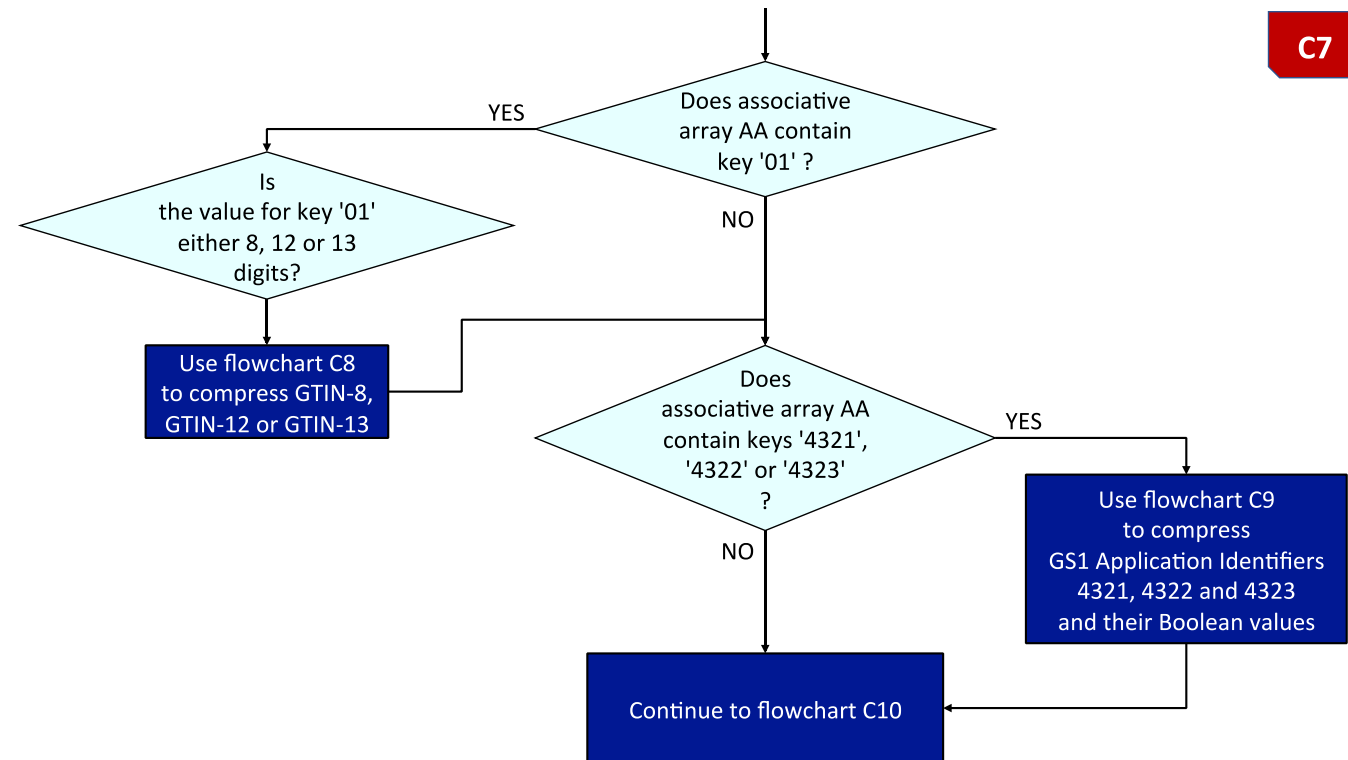 C7
Does associative
array AA contain
key '01' ?
YES
NO
Is
the value for key '01'
either 8, 12 or 13
digits?
Use flowchart C8
to compress GTIN-8,
GTIN-12 or GTIN-13
Does
associative array AA
contain keys '4321',
'4322' or '4323'
?
YES
NO
Use flowchart C9
to compress
GS1 Application Identifiers
4321, 4322 and 4323
and their Boolean values
Continue to flowchart C10